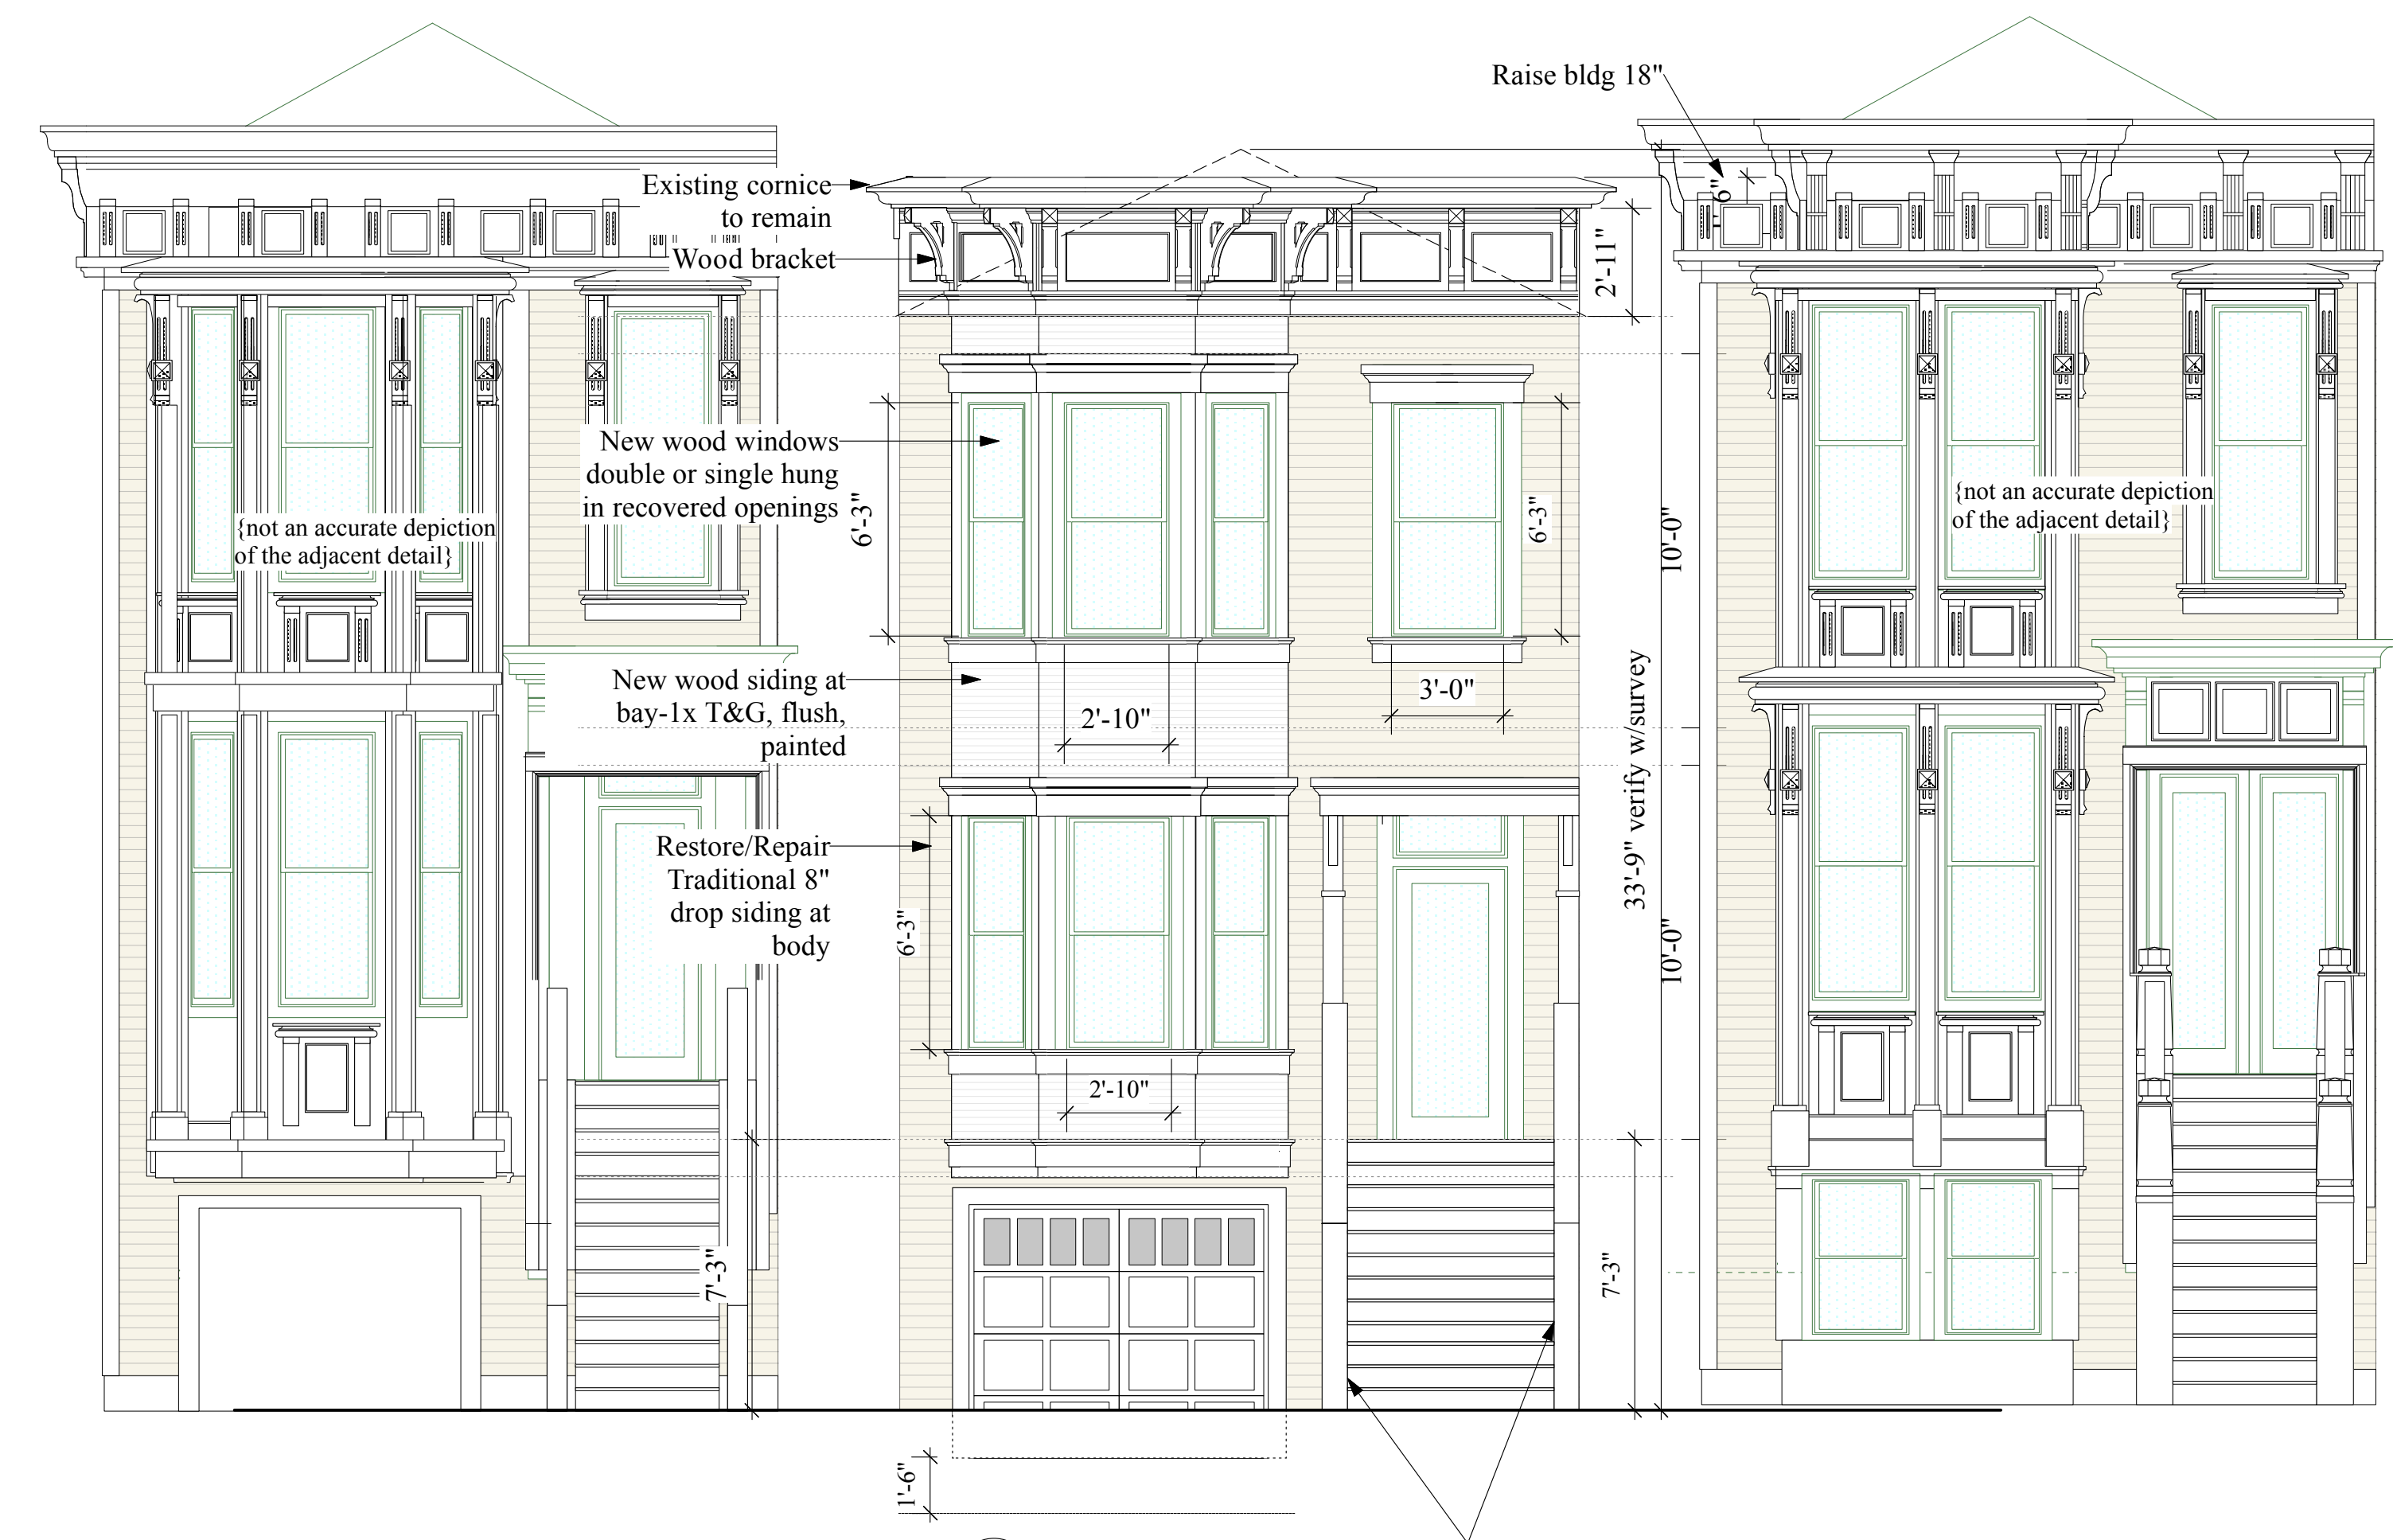 Raise bldg 18"
Existing cornice
to remain
6"
Wood bracket
2'-11"
New wood windows
double or single hung
in recovered openings
6'-3"
6'-3"
10'-0"
{not an accurate depiction
of the adjacent detail}
{not an accurate depiction
of the adjacent detail}
New wood siding at
bay-1x T&G, flush,
painted
2'-10"
3'-0"
33'-9" verify w/survey
Restore/Repair
Traditional 8"
drop siding at
body
6'-3"
10'-0"
2'-10"
7'-3"
7'-3"
1'-6"